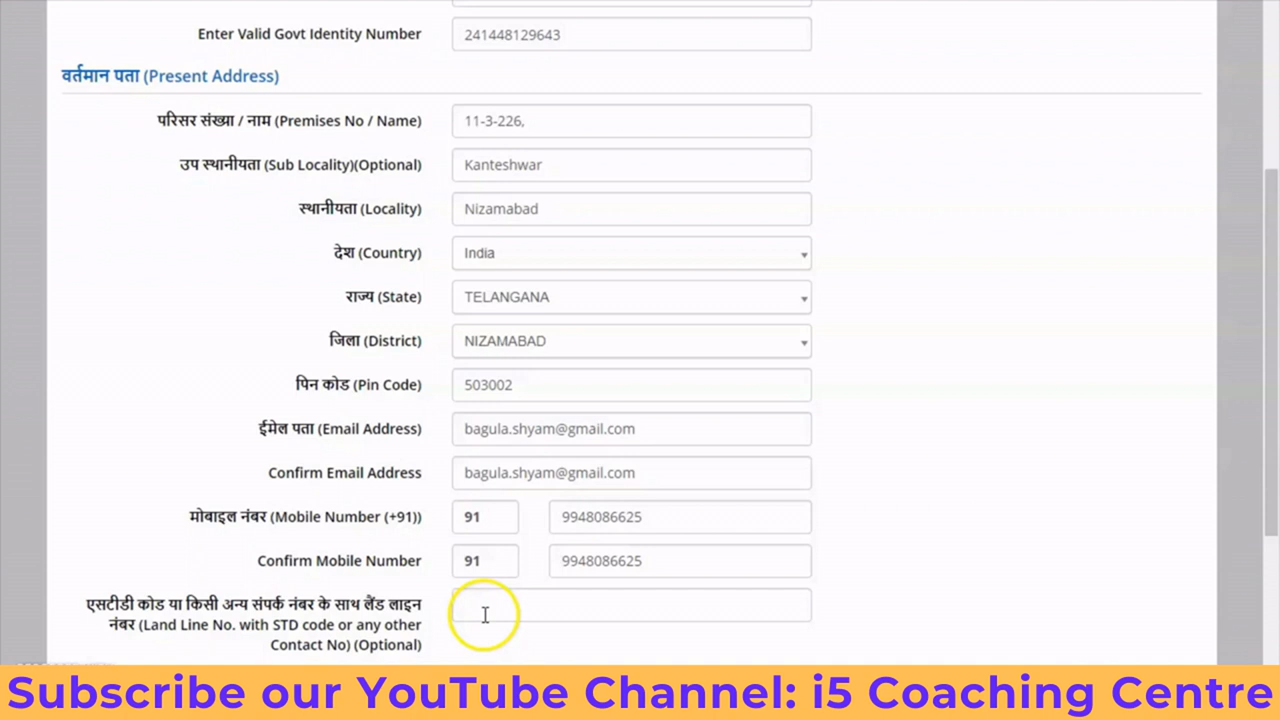 Enter Valid Govt Identity Number 241448129643
वर्तमान पता (Present Address)
परिसर संख्या / नाम (Premises No / Name) 11-3-226,
उप स्थानीयता (Sub Locality)(Optional) Kanteshwar
स्थानीयता (Locality) Nizamabad
देश (Country) India
राज्य (State) TELANGANA
जिला (District) NIZAMABAD
पिन कोड (Pin Code) 503002
ईमेल पता (Email Address) bagula.shyam@gmail.com
Confirm Email Address bagula.shyam@gmail.com
मोबाइल नंबर (Mobile Number (+91)) 91 9948086625
Confirm Mobile Number 91 9948086625
एसटीडी कोड या किसी अन्य संपर्क नंबर के साथ लैंड लाइन
नंबर (Land Line No. with STD code or any other
Contact No) (Optional)
Subscribe our YouTube Channel: i5 Coaching Centre